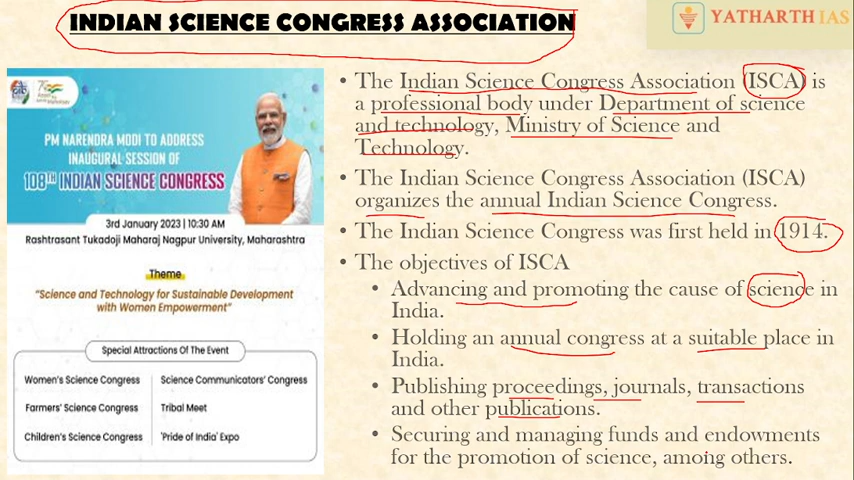 INDIAN SCIENCE CONGRESS ASSOCIATION
YATHARTH IAS
PM NARENDRA MODI TO ADDRESS
INAUGURAL SESSION OF
108TH INDIAN SCIENCE CONGRESS
3rd January 2023 | 10:30 AM
Rashtrasant Tukadoji Maharaj Nagpur University, Maharashtra
Theme
“Science and Technology for Sustainable Development
with Women Empowerment”
Special Attractions Of The Event
Women's Science Congress
Science Communicators' Congress
Farmers' Science Congress
Tribal Meet
Children's Science Congress
'Pride of India' Expo
• The Indian Science Congress Association (ISCA) is
a professional body under Department of science
and technology, Ministry of Science and
Technology.
• The Indian Science Congress Association (ISCA)
organizes the annual Indian Science Congress.
• The Indian Science Congress was first held in 1914.
• The objectives of ISCA
• Advancing and promoting the cause of science in
India.
• Holding an annual congress at a suitable place in
India.
• Publishing proceedings, journals, transactions
and other publications.
• Securing and managing funds and endowments
for the promotion of science, among others.